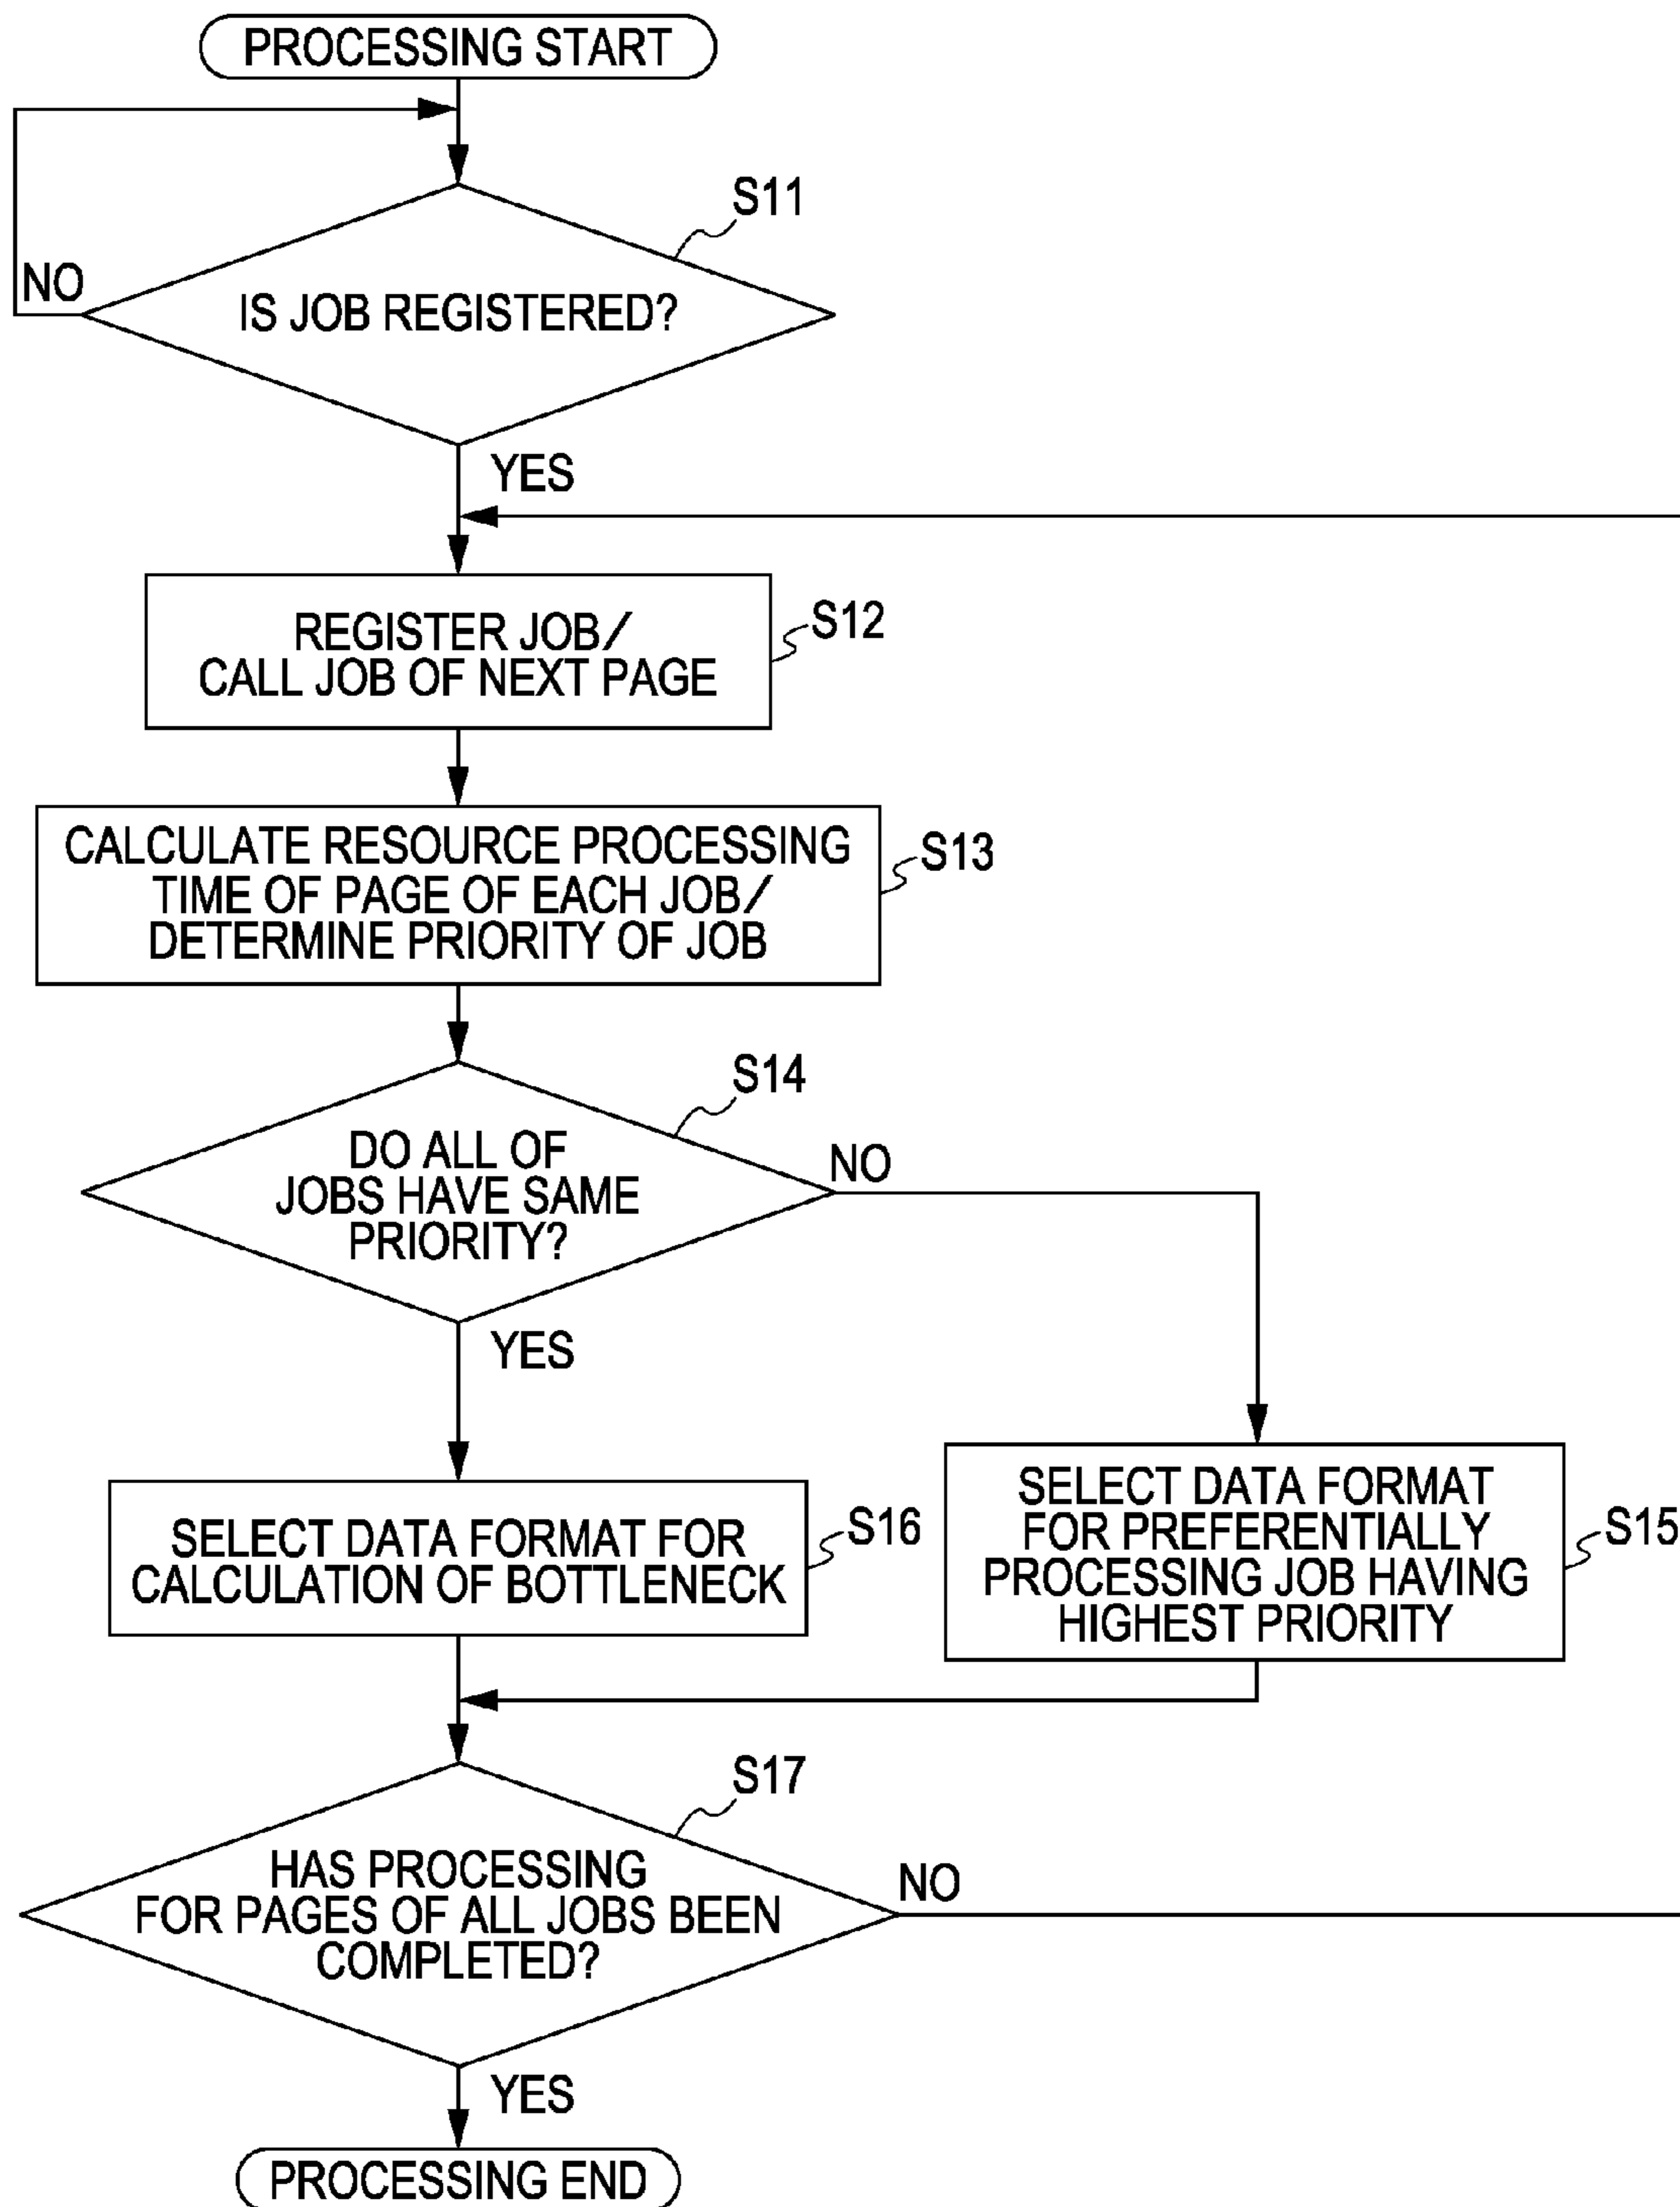 PROCESSING START
S11
NO
IS JOB REGISTERED?
YES
REGISTER JOB/
CALL JOB OF NEXT PAGE
S12
CALCULATE RESOURCE PROCESSING
TIME OF PAGE OF EACH JOB/
DETERMINE PRIORITY OF JOB
S13
S14
DO ALL OF
JOBS HAVE SAME
PRIORITY?
NO
YES
SELECT DATA FORMAT FOR
CALCULATION OF BOTTLENECK
S16
SELECT DATA FORMAT
FOR PREFERENTIALLY
PROCESSING JOB HAVING
HIGHEST PRIORITY
S15
S17
HAS PROCESSING
FOR PAGES OF ALL JOBS BEEN
COMPLETED?
NO
YES
PROCESSING END